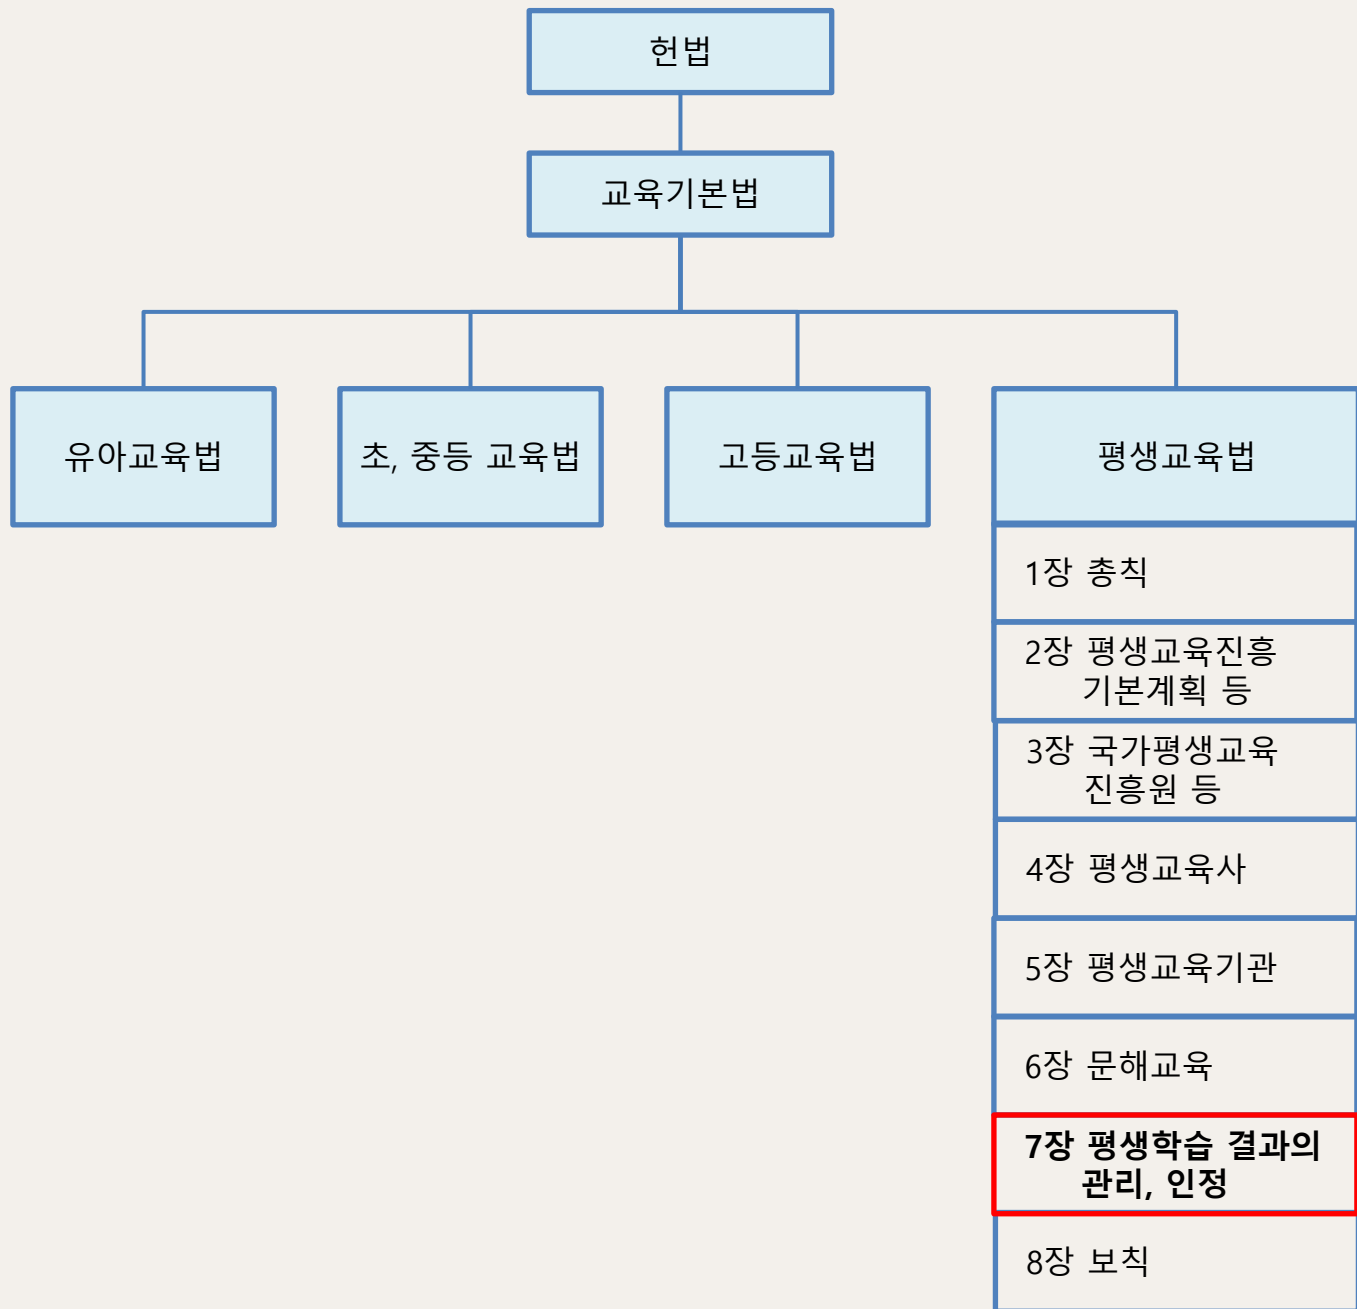 헌법
교육기본법
유아교육법
초, 중등 교육법
고등교육법
평생교육법
1장 총칙
2장 평생교육진흥
기본계획 등
3장 국가평생교육
진흥원 등
4장 평생교육사
5장 평생교육기관
6장 문해교육
7장 평생학습 결과의
관리, 인정
8장 보칙